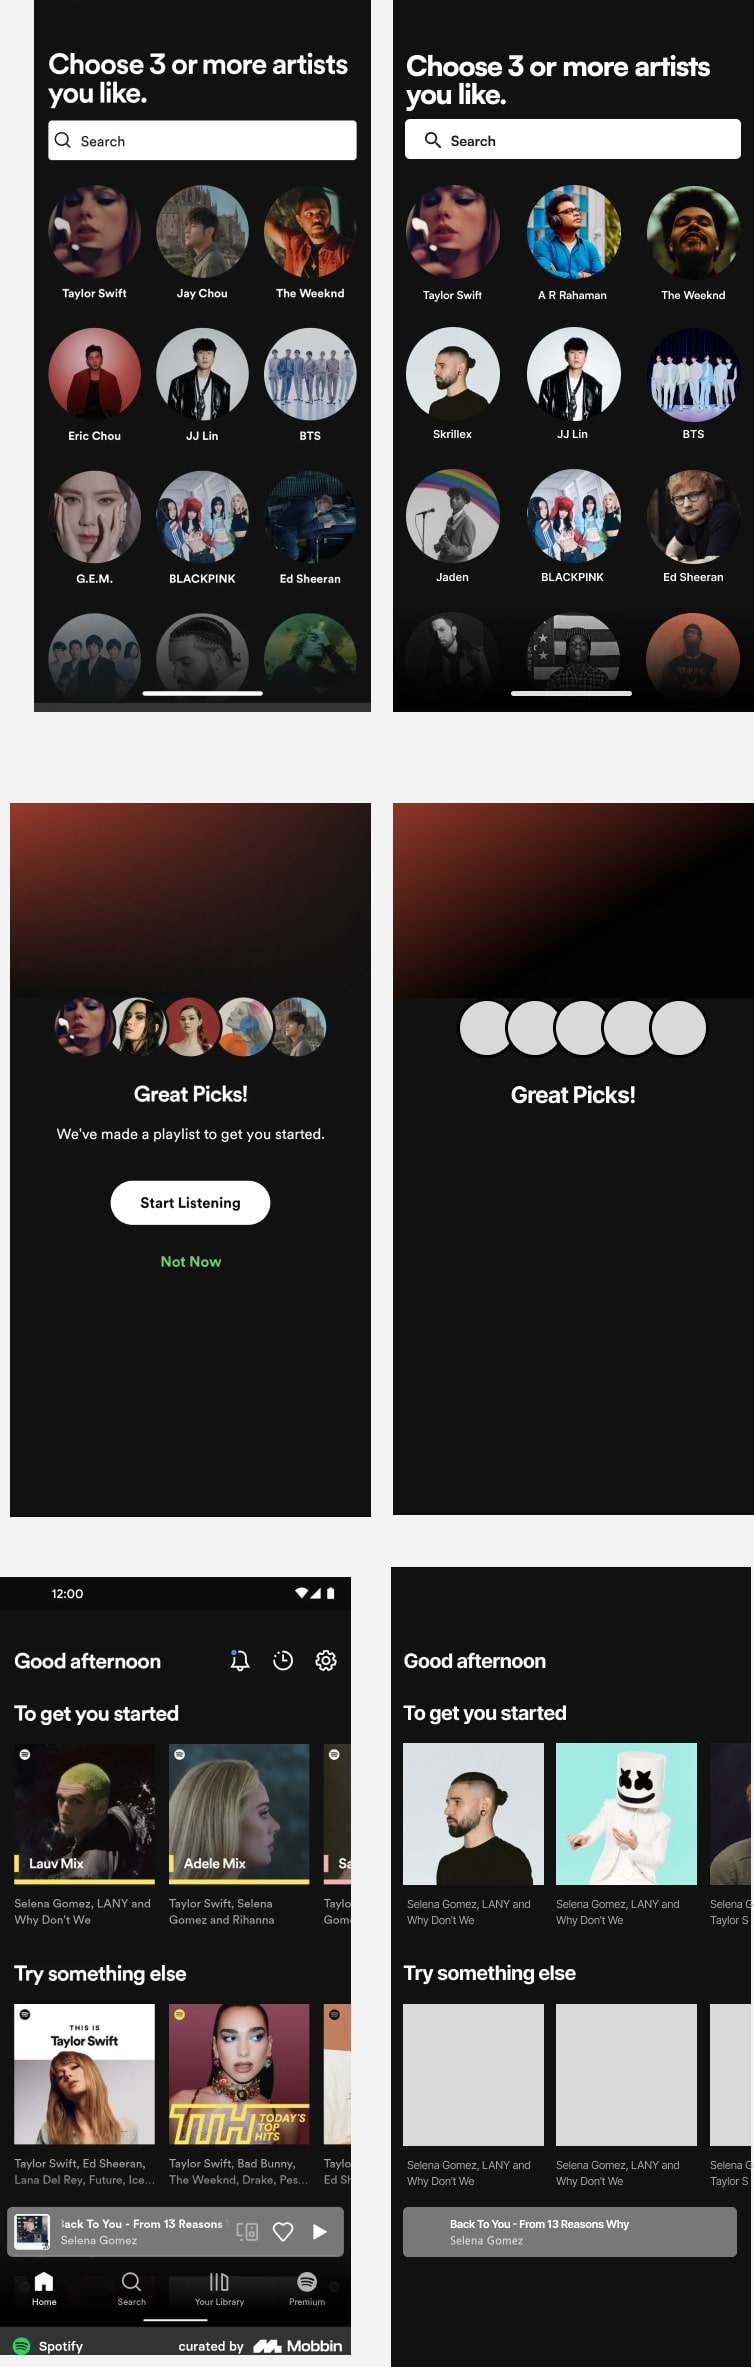 Choose 3 or more artists
you like.
Search
Taylor Swift
Jay Chou
The Weeknd
Eric Chou
JJ Lin
BTS
G.E.M.
BLACKPINK
Ed Sheeran
Choose 3 or more artists
you like.
Search
Taylor Swift
A R Rahaman
The Weeknd
Skrillex
JJ Lin
BTS
Jaden
BLACKPINK
Ed Sheeran
Great Picks!
We've made a playlist to get you started.
Start Listening
Not Now
Great Picks!
12:00
Good afternoon
To get you started
Lauv Mix
Adele Mix
Sa
Selena Gomez, LANY and
Why Don't We
Taylor Swift, Selena
Gomez and Rihanna
Taylo
Gome
Try something else
THIS IS
Taylor Swift
TODAY'S
TOP
HITS
Taylor Swift, Ed Sheeran,
Lana Del Rey, Future, Ice...
Taylor Swift, Bad Bunny,
The Weeknd, Drake, Pes...
Taylo
Ed Sh
Back To You - From 13 Reasons
Selena Gomez
Home
Search
Your Library
Premium
Spotify
curated by
Mobbin
Good afternoon
To get you started
Selena Gomez, LANY and
Why Don't We
Selena Gomez, LANY and
Why Don't We
Selena G
Taylor S
Try something else
Selena Gomez, LANY and
Why Don't We
Selena Gomez, LANY and
Why Don't We
Selena G
Taylor S
Back To You - From 13 Reasons Why
Selena Gomez